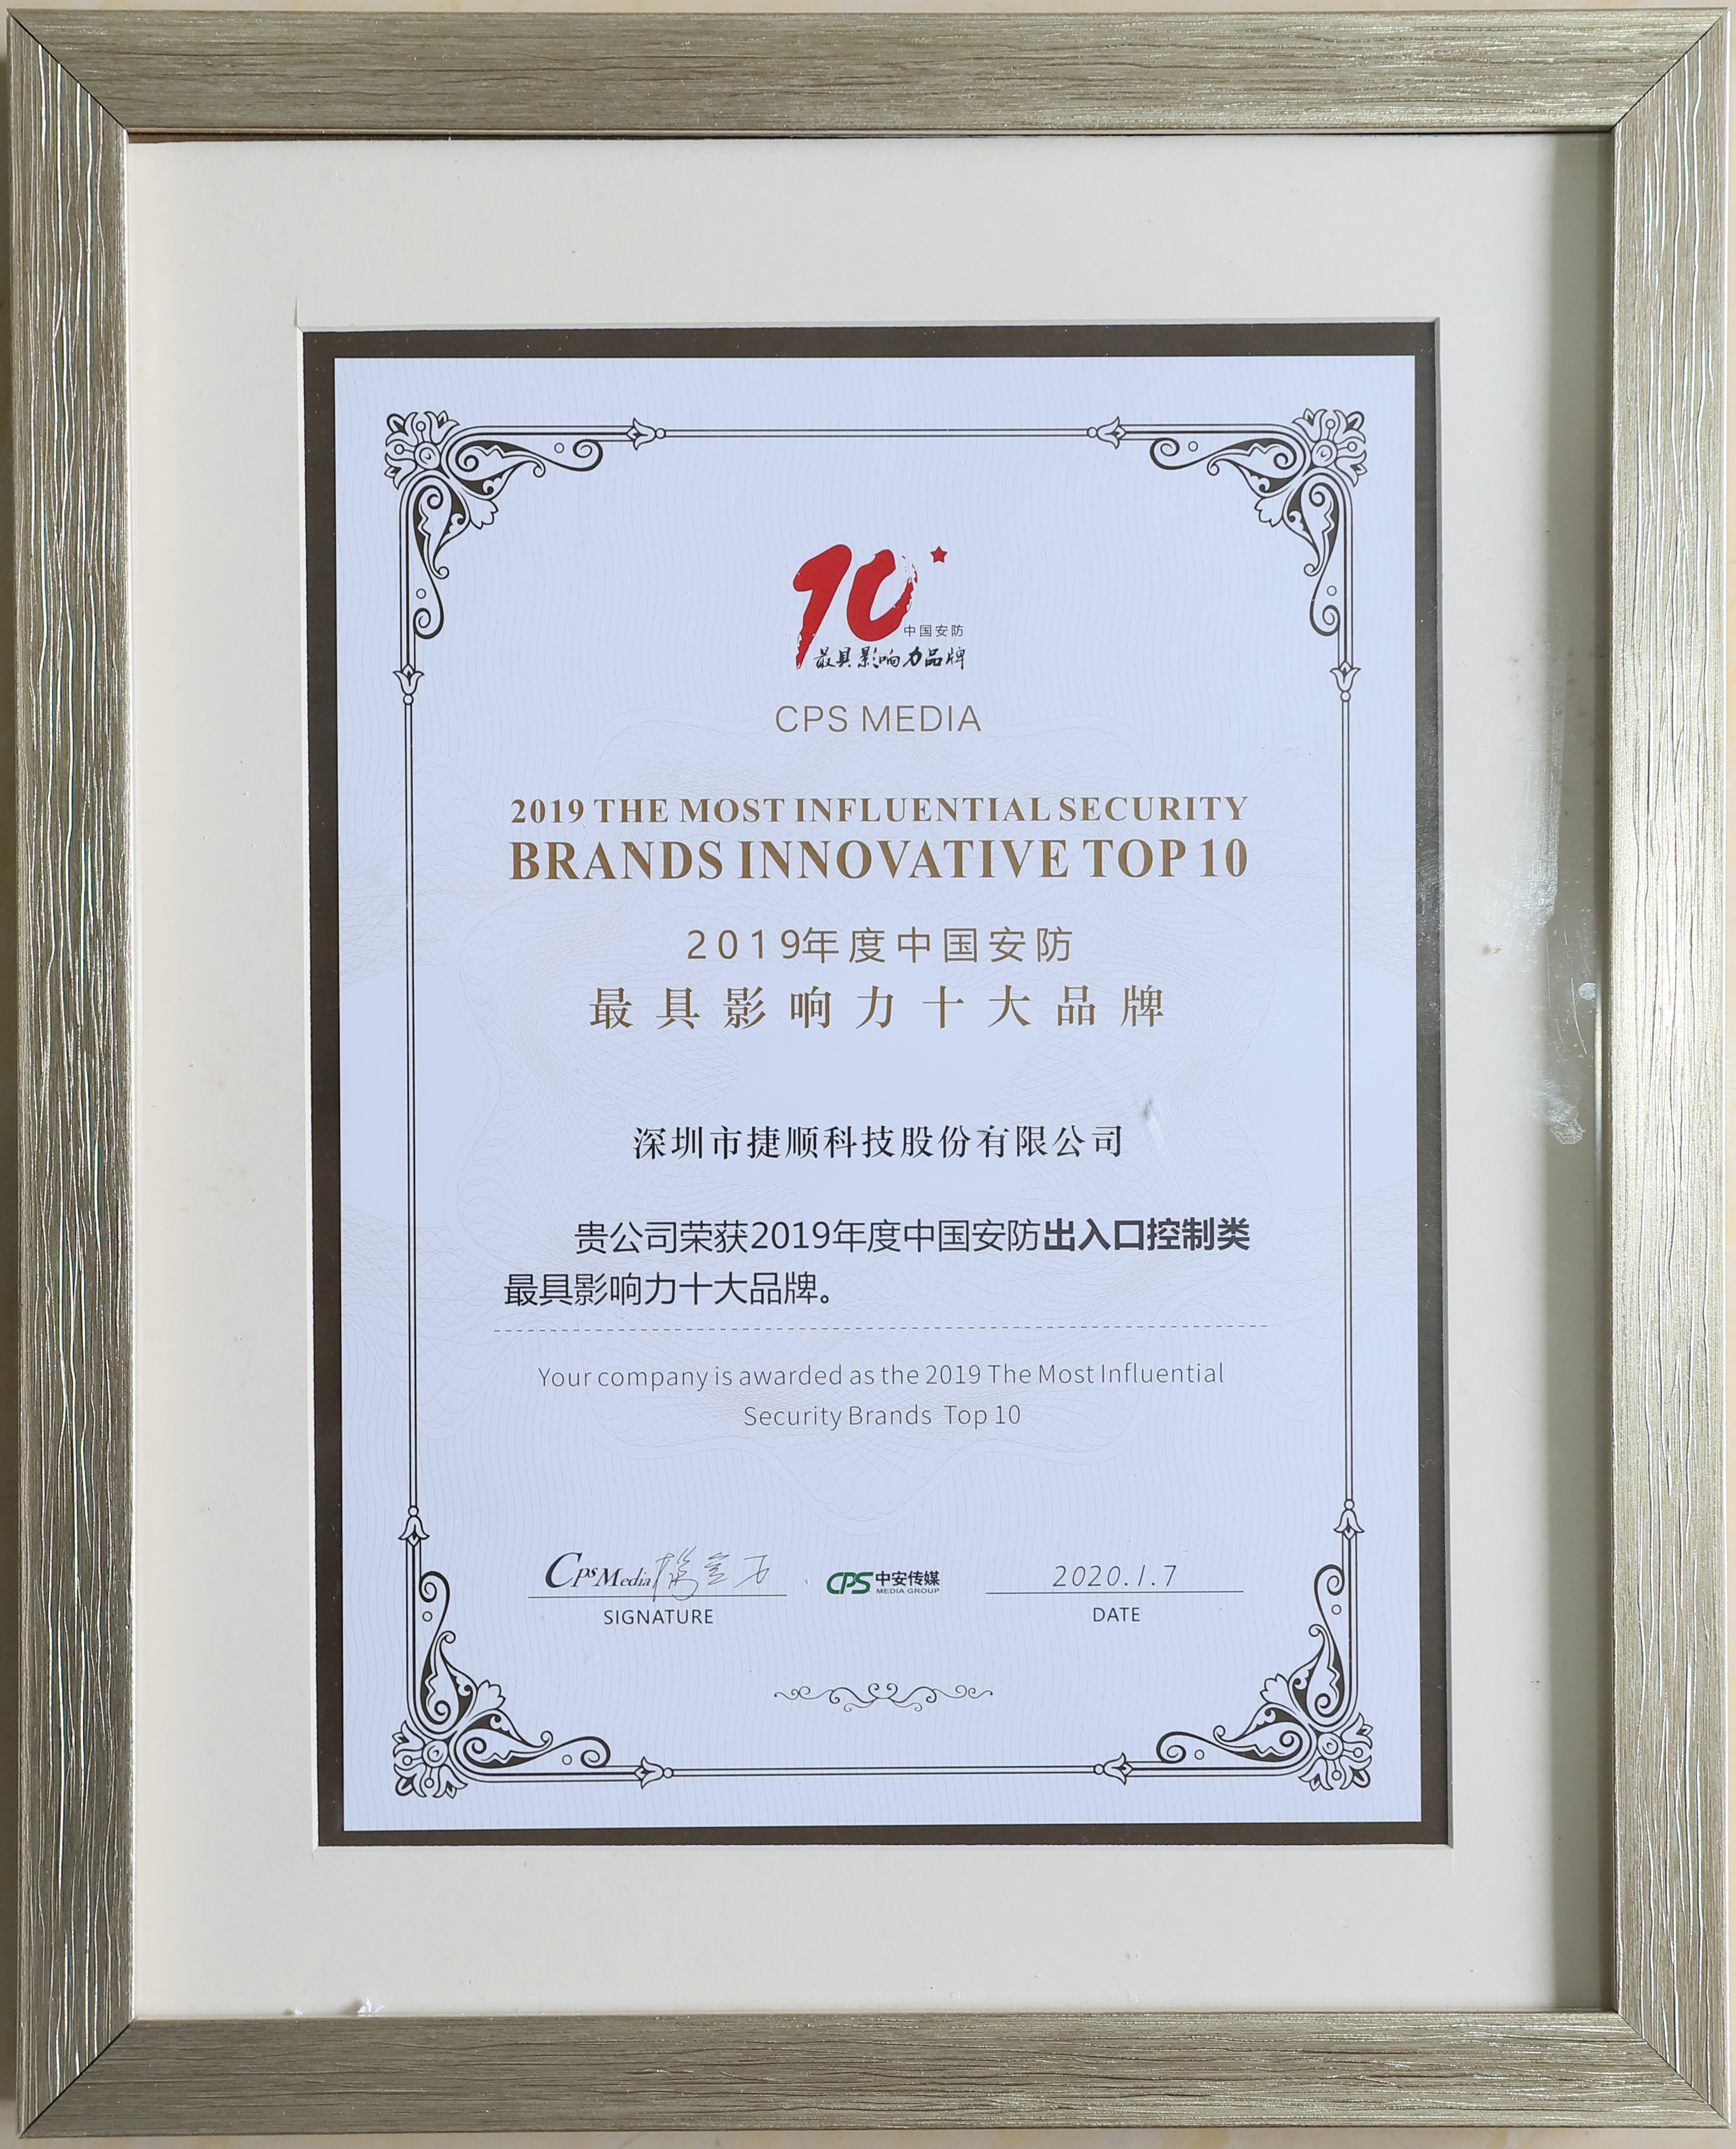 10
中国安防
最具影响力品牌
CPS MEDIA
2019 THE MOST INFLUENTIAL SECURITY
BRANDS INNOVATIVE TOP 10
2019年度中国安防
最具影响力十大品牌
深圳市捷顺科技股份有限公司
贵公司荣获2019年度中国安防出入口控制类
最具影响力十大品牌。
Your company is awarded as the 2019 The Most Influential
Security Brands Top 10
CPS Media
CPS 中安传媒
MEDIA GROUP
2020.1.7
SIGNATURE
DATE